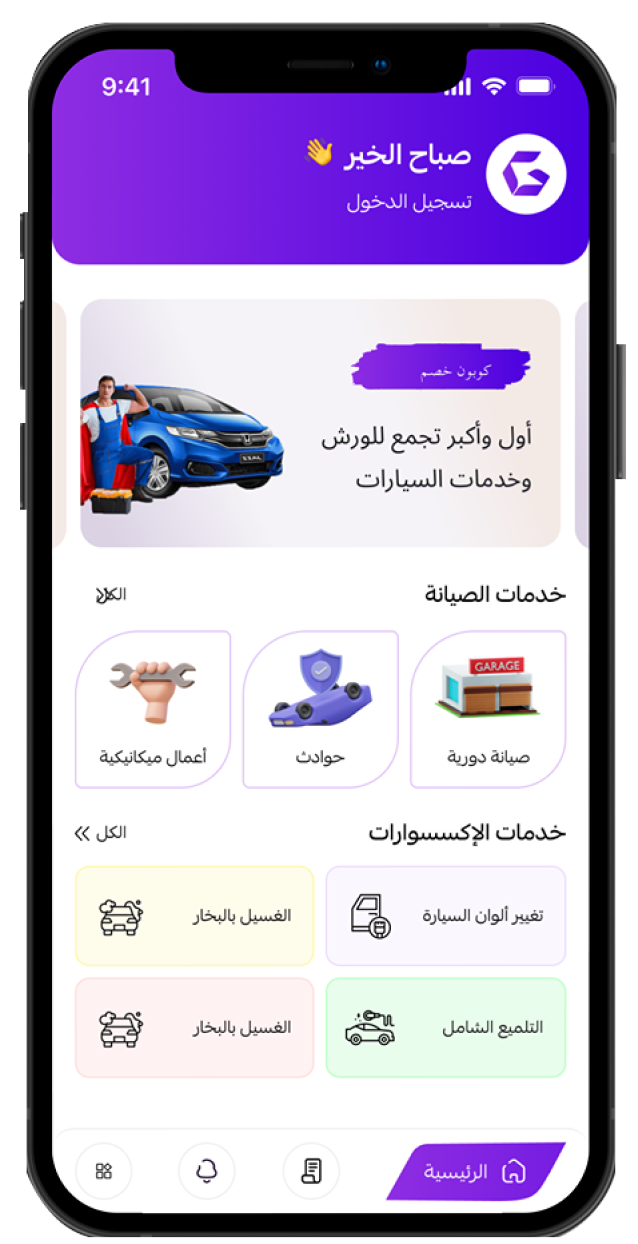 9:41
صباح الخير 👋
تسجيل الدخول
كوبون خصم
أول وأكبر تجمع للورش
وخدمات السيارات
خدمات الصيانة
الكل
GARAGE
صيانة دورية
حوادث
أعمال ميكانيكية
خدمات الإكسسوارات
الكل
تغيير ألوان السيارة
الغسيل بالبخار
التلميع الشامل
الغسيل بالبخار
الرئيسية